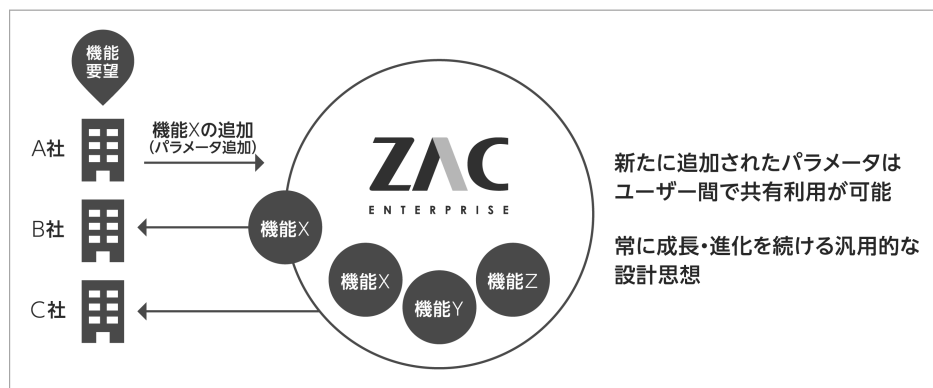 機能
要望
A社
機能Xの追加
(パラメータ追加)
B社
C社
ZAC
ENTERPRISE
機能X
機能X
機能Y
機能Z
新たに追加されたパラメータは
ユーザー間で共有利用が可能
常に成長・進化を続ける汎用的な
設計思想